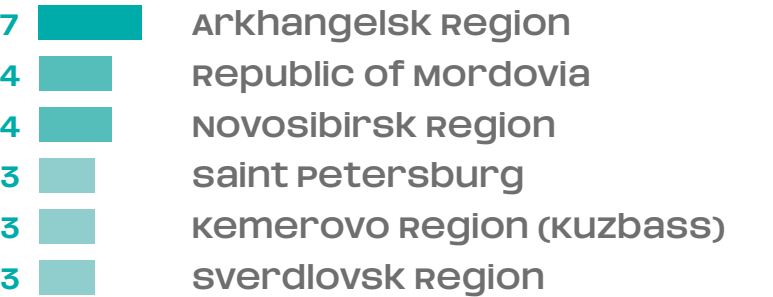 7 Arkhangelsk Region
4 Republic of Mordovia
4 Novosibirsk Region
3 Saint Petersburg
3 Kemerovo Region (Kuzbass)
3 Sverdlovsk Region